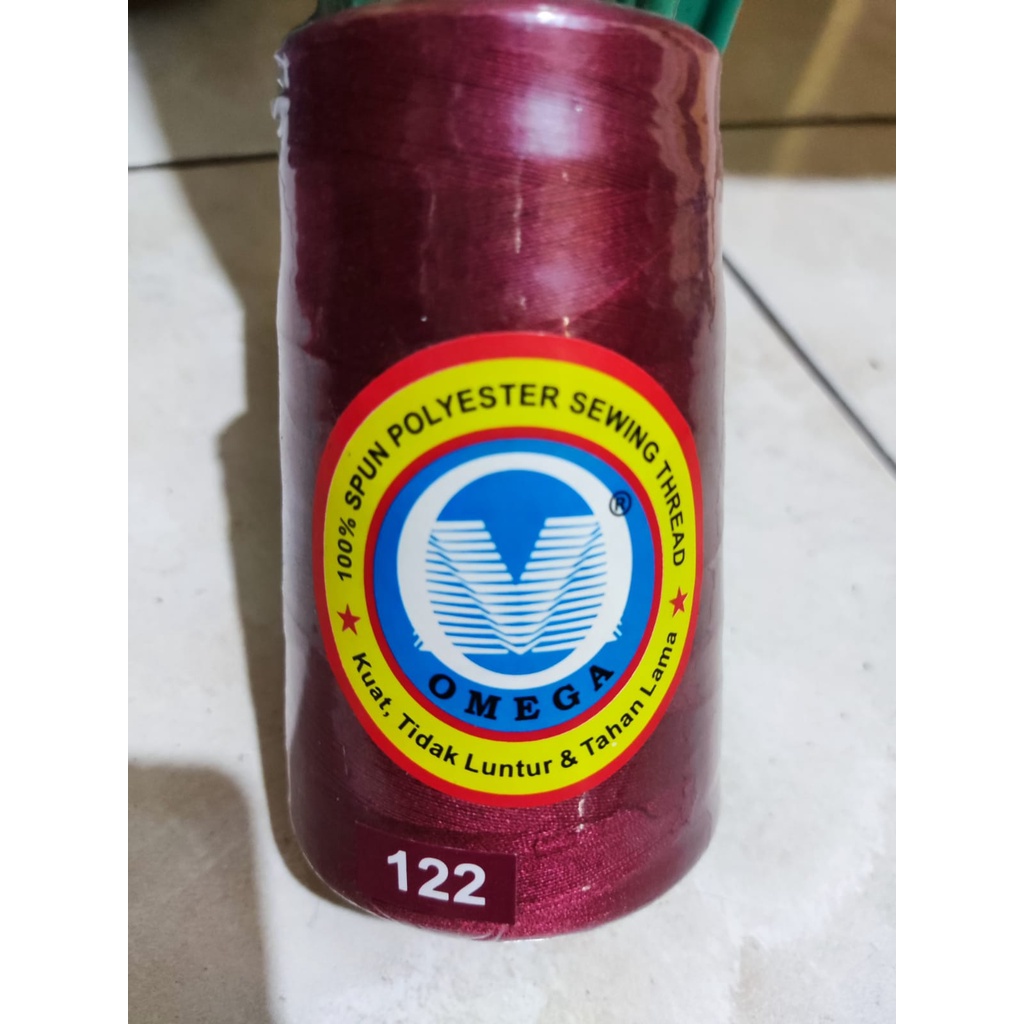 100% SPUN POLYESTER SEWING THREAD
®
OMEGA
★ Kuat, Tidak Luntur & Tahan Lama ★
122